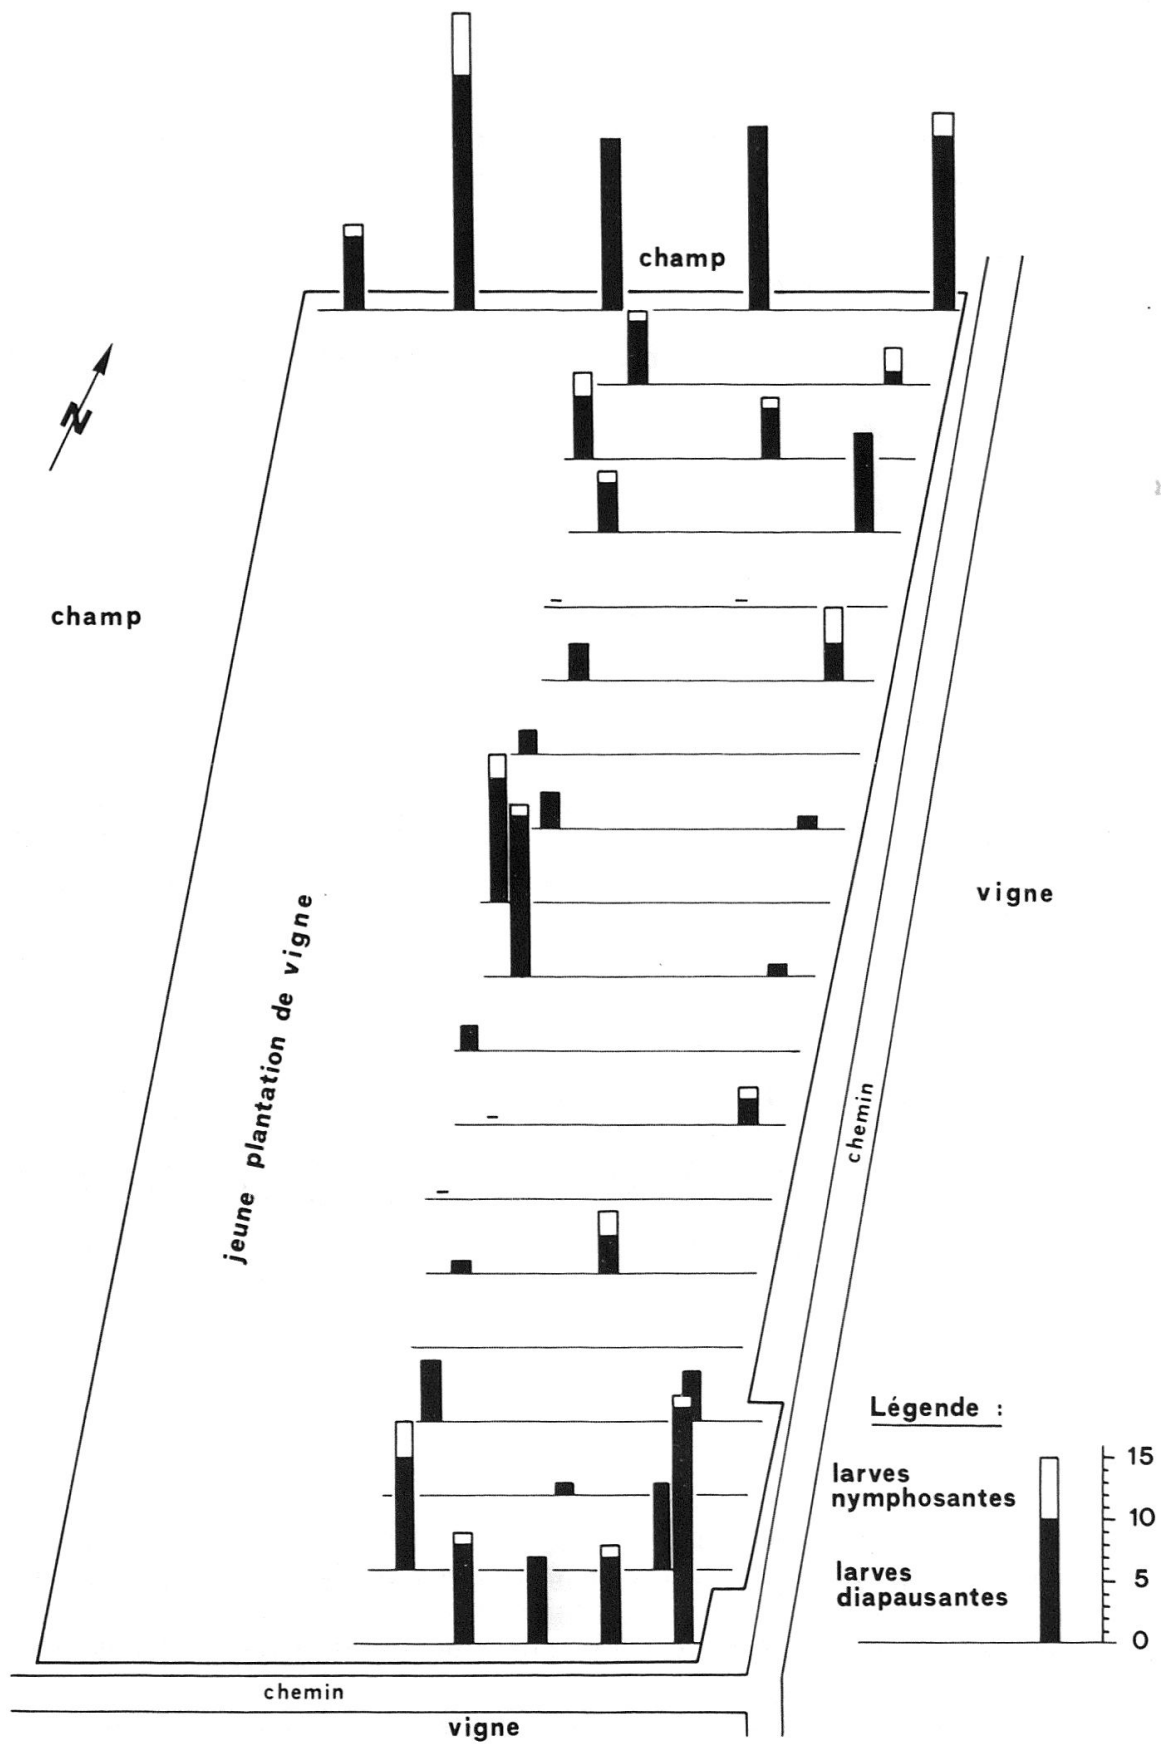 champ
N
champ
vigne
jeune plantation de vigne
chemin
Légende :
larves
nymphosantes
larves
diapausantes
15
10
5
0
chemin
vigne